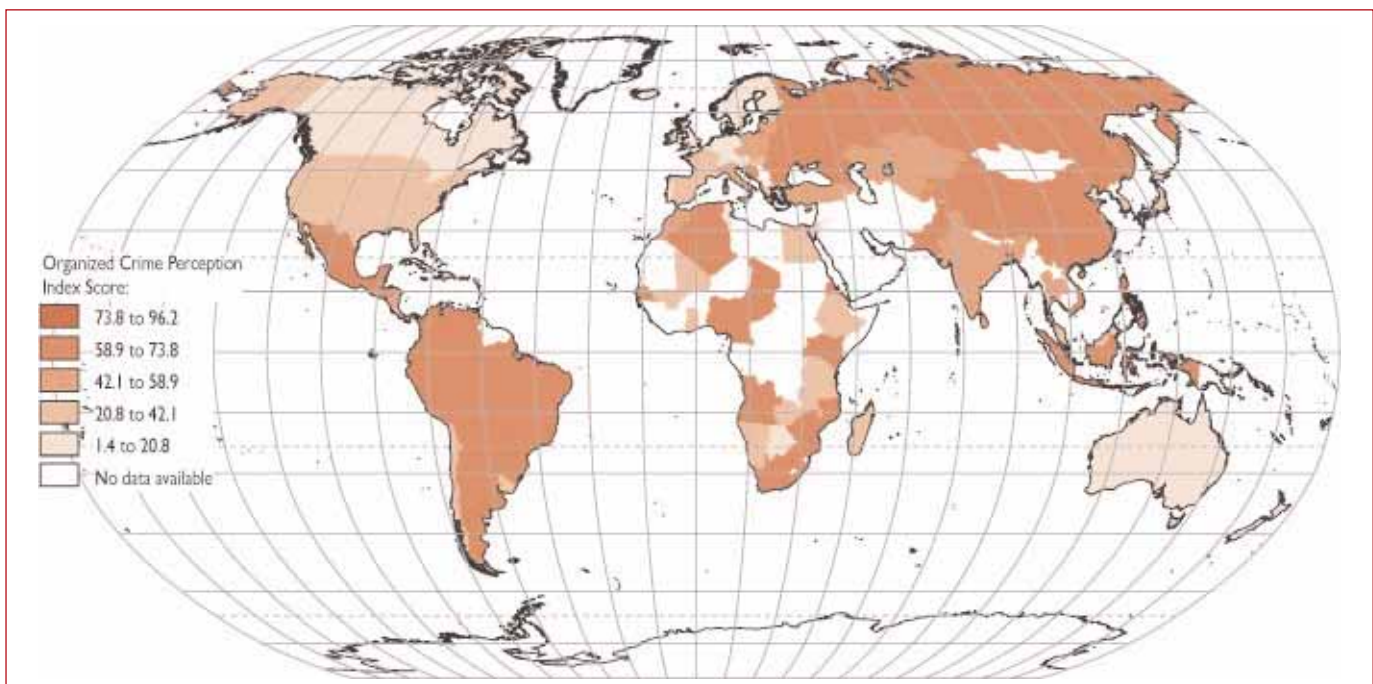 Organized Crime Perception
Index Score:
73.8 to 96.2
58.9 to 73.8
42.1 to 58.9
20.8 to 42.1
1.4 to 20.8
No data available